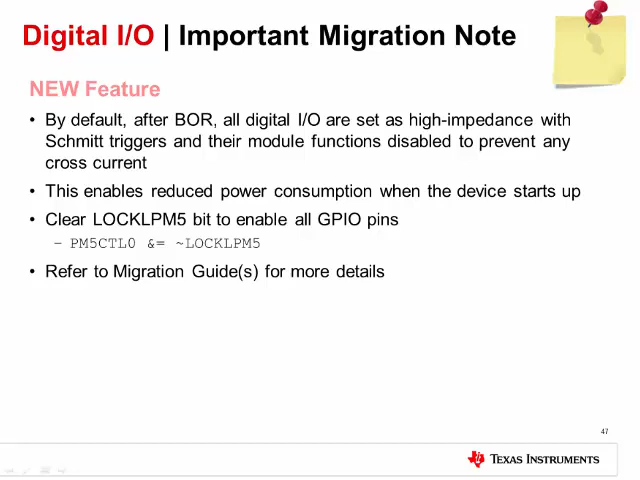 Digital I/O | Important Migration Note
NEW Feature
• By default, after BOR, all digital I/O are set as high-impedance with
Schmitt triggers and their module functions disabled to prevent any
cross current
• This enables reduced power consumption when the device starts up
• Clear LOCKLPM5 bit to enable all GPIO pins
– PM5CTL0 &= ~LOCKLPM5
• Refer to Migration Guide(s) for more details
47
TEXAS INSTRUMENTS